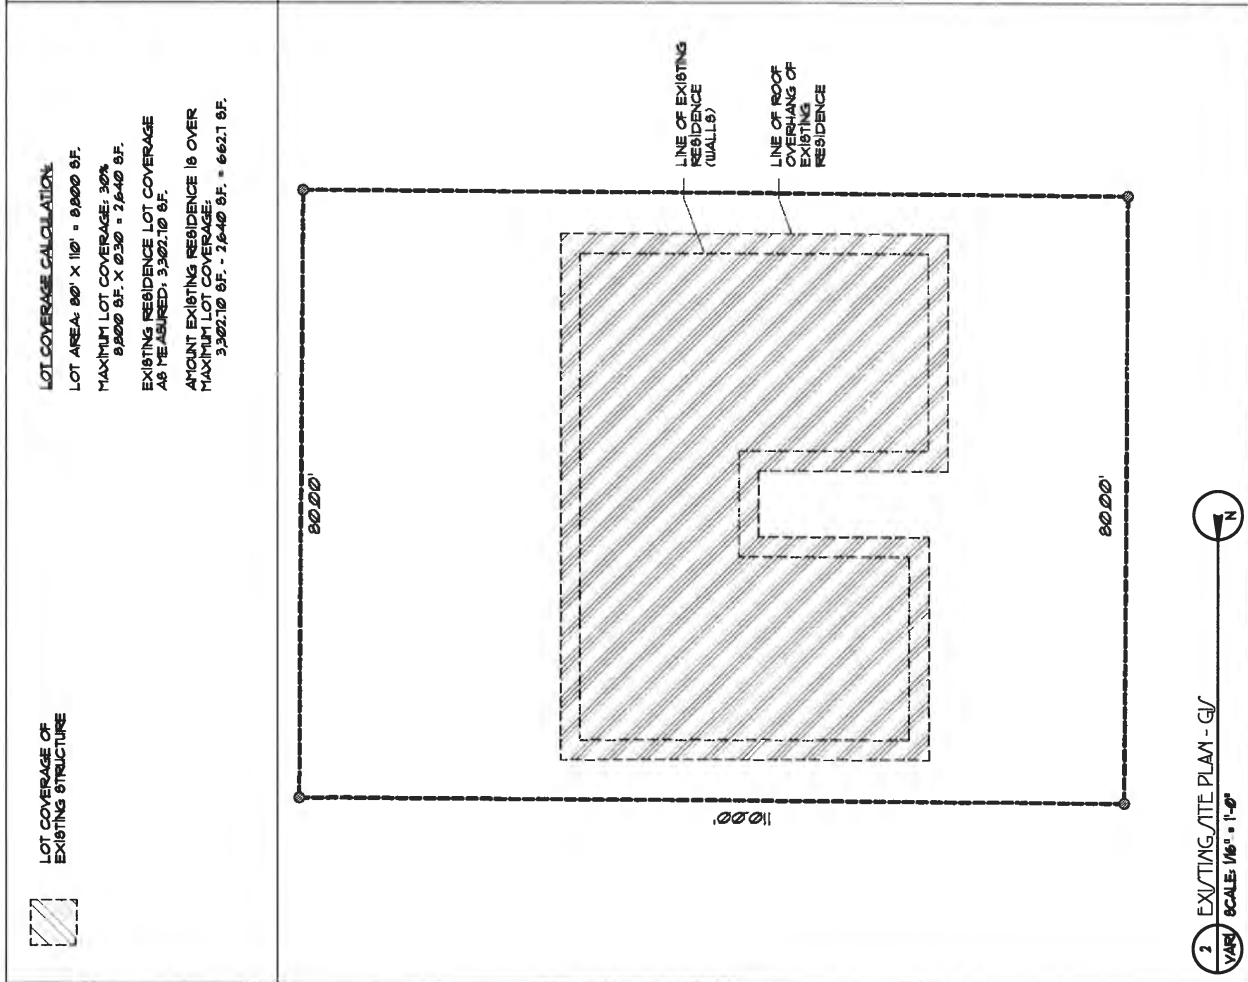 LOT COVERAGE OF
EXISTING STRUCTURE
LOT COVERAGE CALCULATION:
LOT AREA: 80' X 110' = 8,800 S.F.
MAXIMUM LOT COVERAGE: 30%
8,800 S.F. X 0.30 = 2,640 S.F.
EXISTING RESIDENCE LOT COVERAGE
AS MEASURED: 3,302.70 S.F.
AMOUNT EXISTING RESIDENCE IS OVER
MAXIMUM LOT COVERAGE:
3,302.70 S.F. - 2,640 S.F. = 662.7 S.F.
80.00'
110.00'
LINE OF EXISTING
RESIDENCE
(WALLS)
LINE OF ROOF
OVERHANG OF
EXISTING
RESIDENCE
80.00'
2
EXISTING SITE PLAN - GIS
VAR1
SCALE: 1/16" = 1'-0"
N